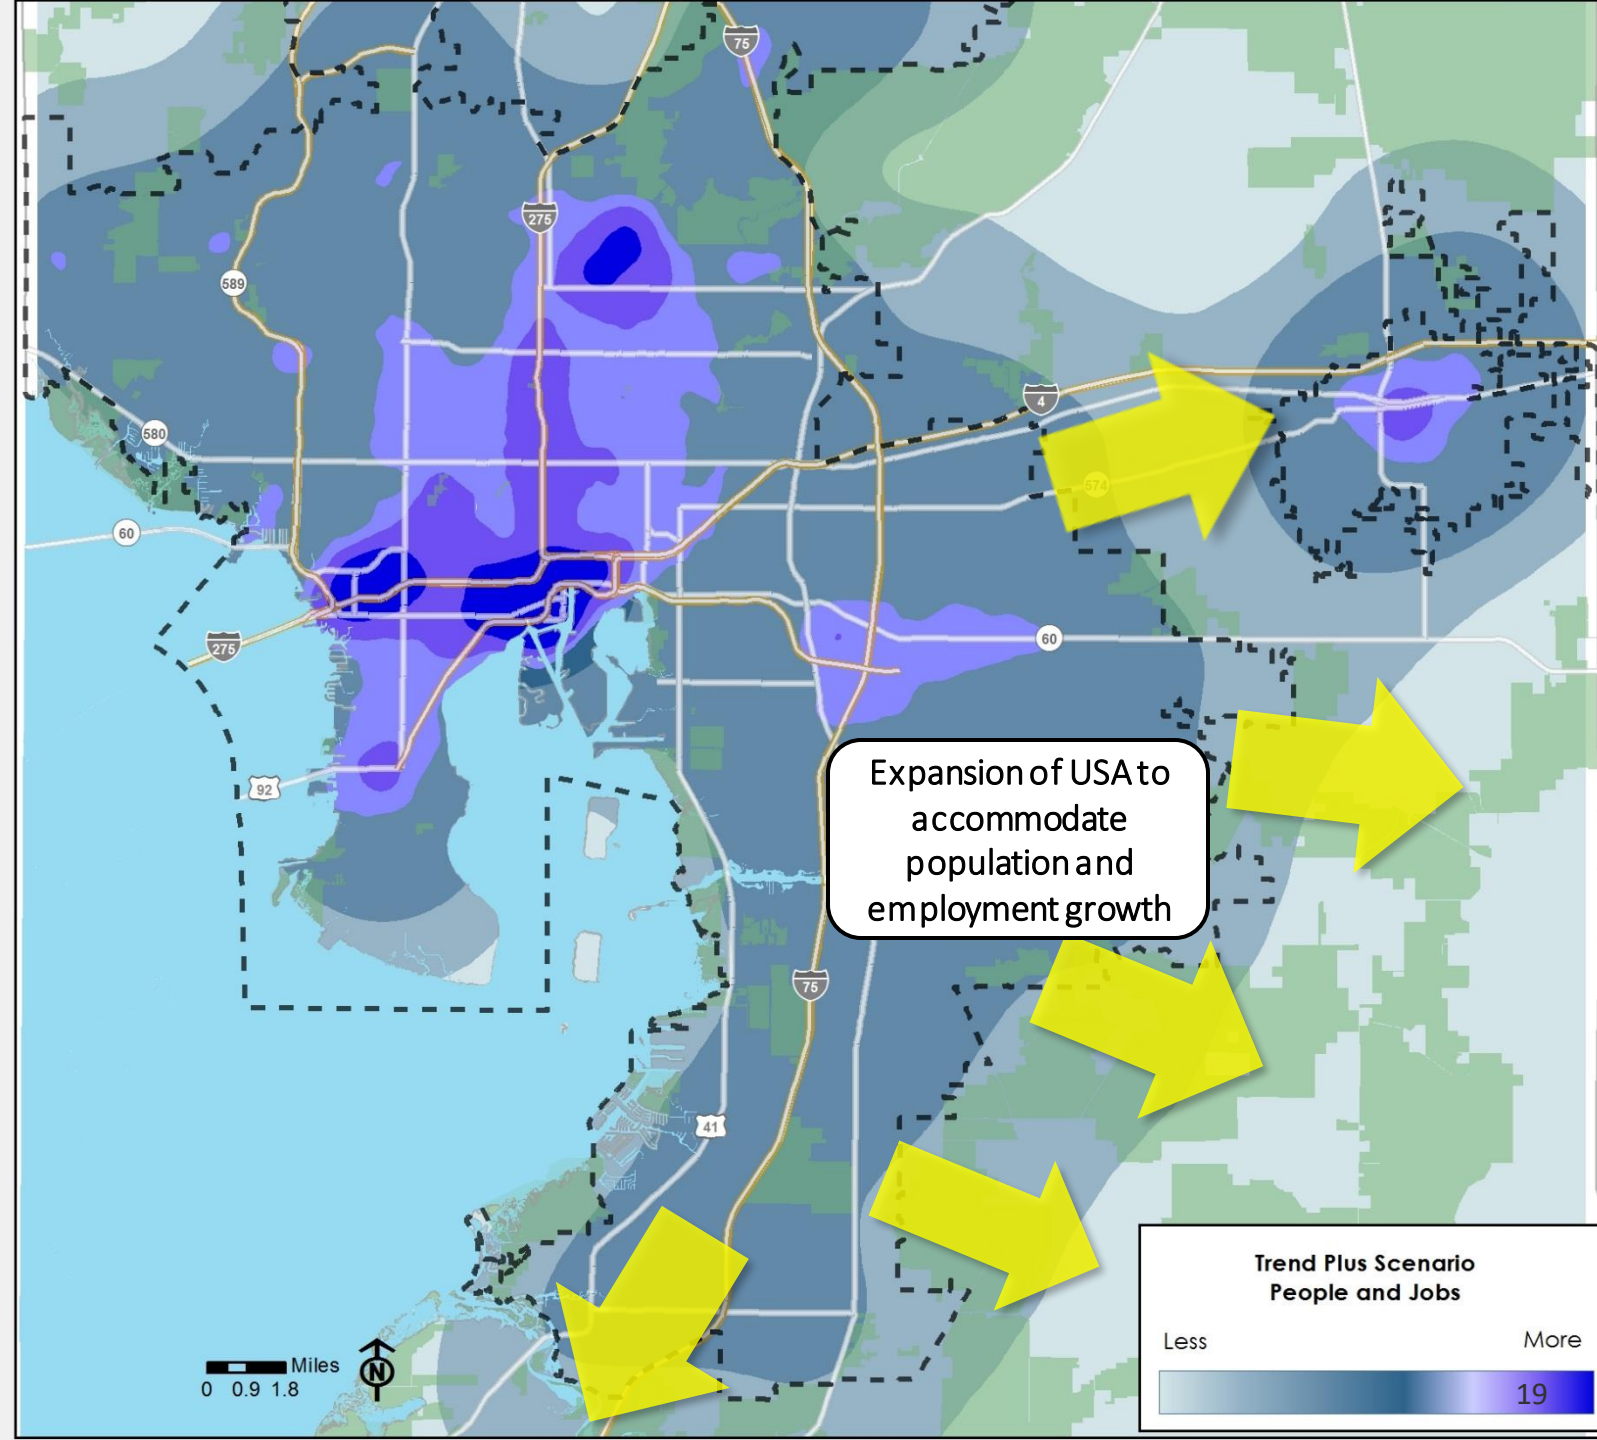 75
275
589
4
580
574
60
60
275
Expansion of USA to
accommodate
population and
employment growth
92
75
41
Trend Plus Scenario
People and Jobs
Less More
19
Miles
0 0.9 1.8
N